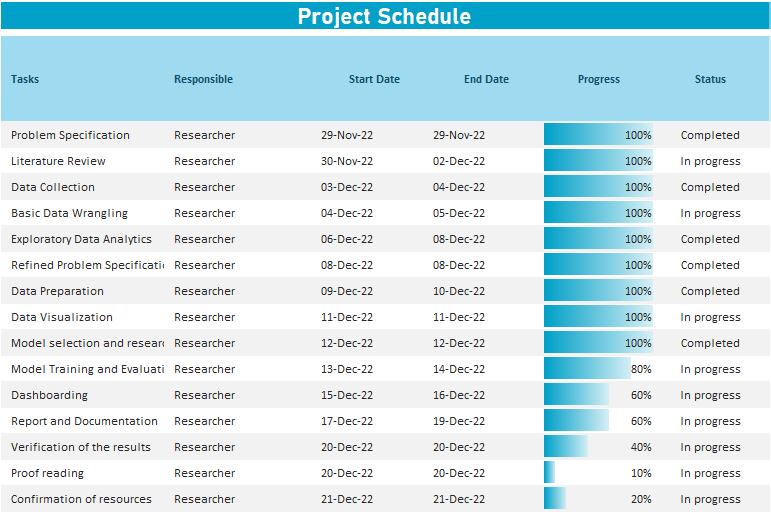 Project Schedule
Tasks Responsible Start Date End Date Progress Status
Problem Specification Researcher 29-Nov-22 29-Nov-22 100% Completed
Literature Review Researcher 30-Nov-22 02-Dec-22 100% In progress
Data Collection Researcher 03-Dec-22 04-Dec-22 100% Completed
Basic Data Wrangling Researcher 04-Dec-22 05-Dec-22 100% In progress
Exploratory Data Analytics Researcher 06-Dec-22 08-Dec-22 100% Completed
Refined Problem Specificatio Researcher 08-Dec-22 08-Dec-22 100% Completed
Data Preparation Researcher 09-Dec-22 10-Dec-22 100% Completed
Data Visualization Researcher 11-Dec-22 11-Dec-22 100% In progress
Model selection and researc Researcher 12-Dec-22 12-Dec-22 100% Completed
Model Training and Evaluati Researcher 13-Dec-22 14-Dec-22 80% In progress
Dashboarding Researcher 15-Dec-22 16-Dec-22 60% In progress
Report and Documentation Researcher 17-Dec-22 19-Dec-22 60% In progress
Verification of the results Researcher 20-Dec-22 20-Dec-22 40% In progress
Proof reading Researcher 20-Dec-22 20-Dec-22 10% In progress
Confirmation of resources Researcher 21-Dec-22 21-Dec-22 20% In progress